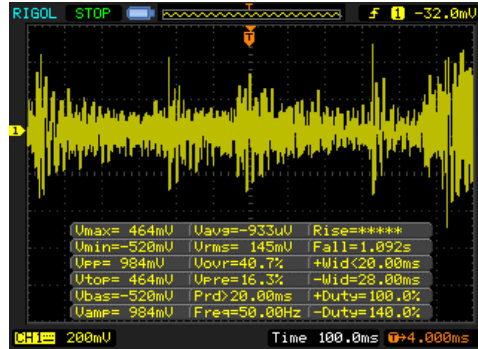 RIGOL STOP T f 1 -32.0mV
T
1
Vmax= 464mV Vavg=-933uV Rise=*****
Vmin=-520mV Vrms= 145mV Fall=1.092s
Vpp= 984mV Vovr=40.7% +Wid<20.00ms
Vtop= 464mV Vpre=16.3% -Wid=28.00ms
Vbas=-520mV Prd>20.00ms +Duty=100.0%
Vamp= 984mV Freq=50.00Hz -Duty=140.0%
CH1 200mV Time 100.0ms T→4.000ms